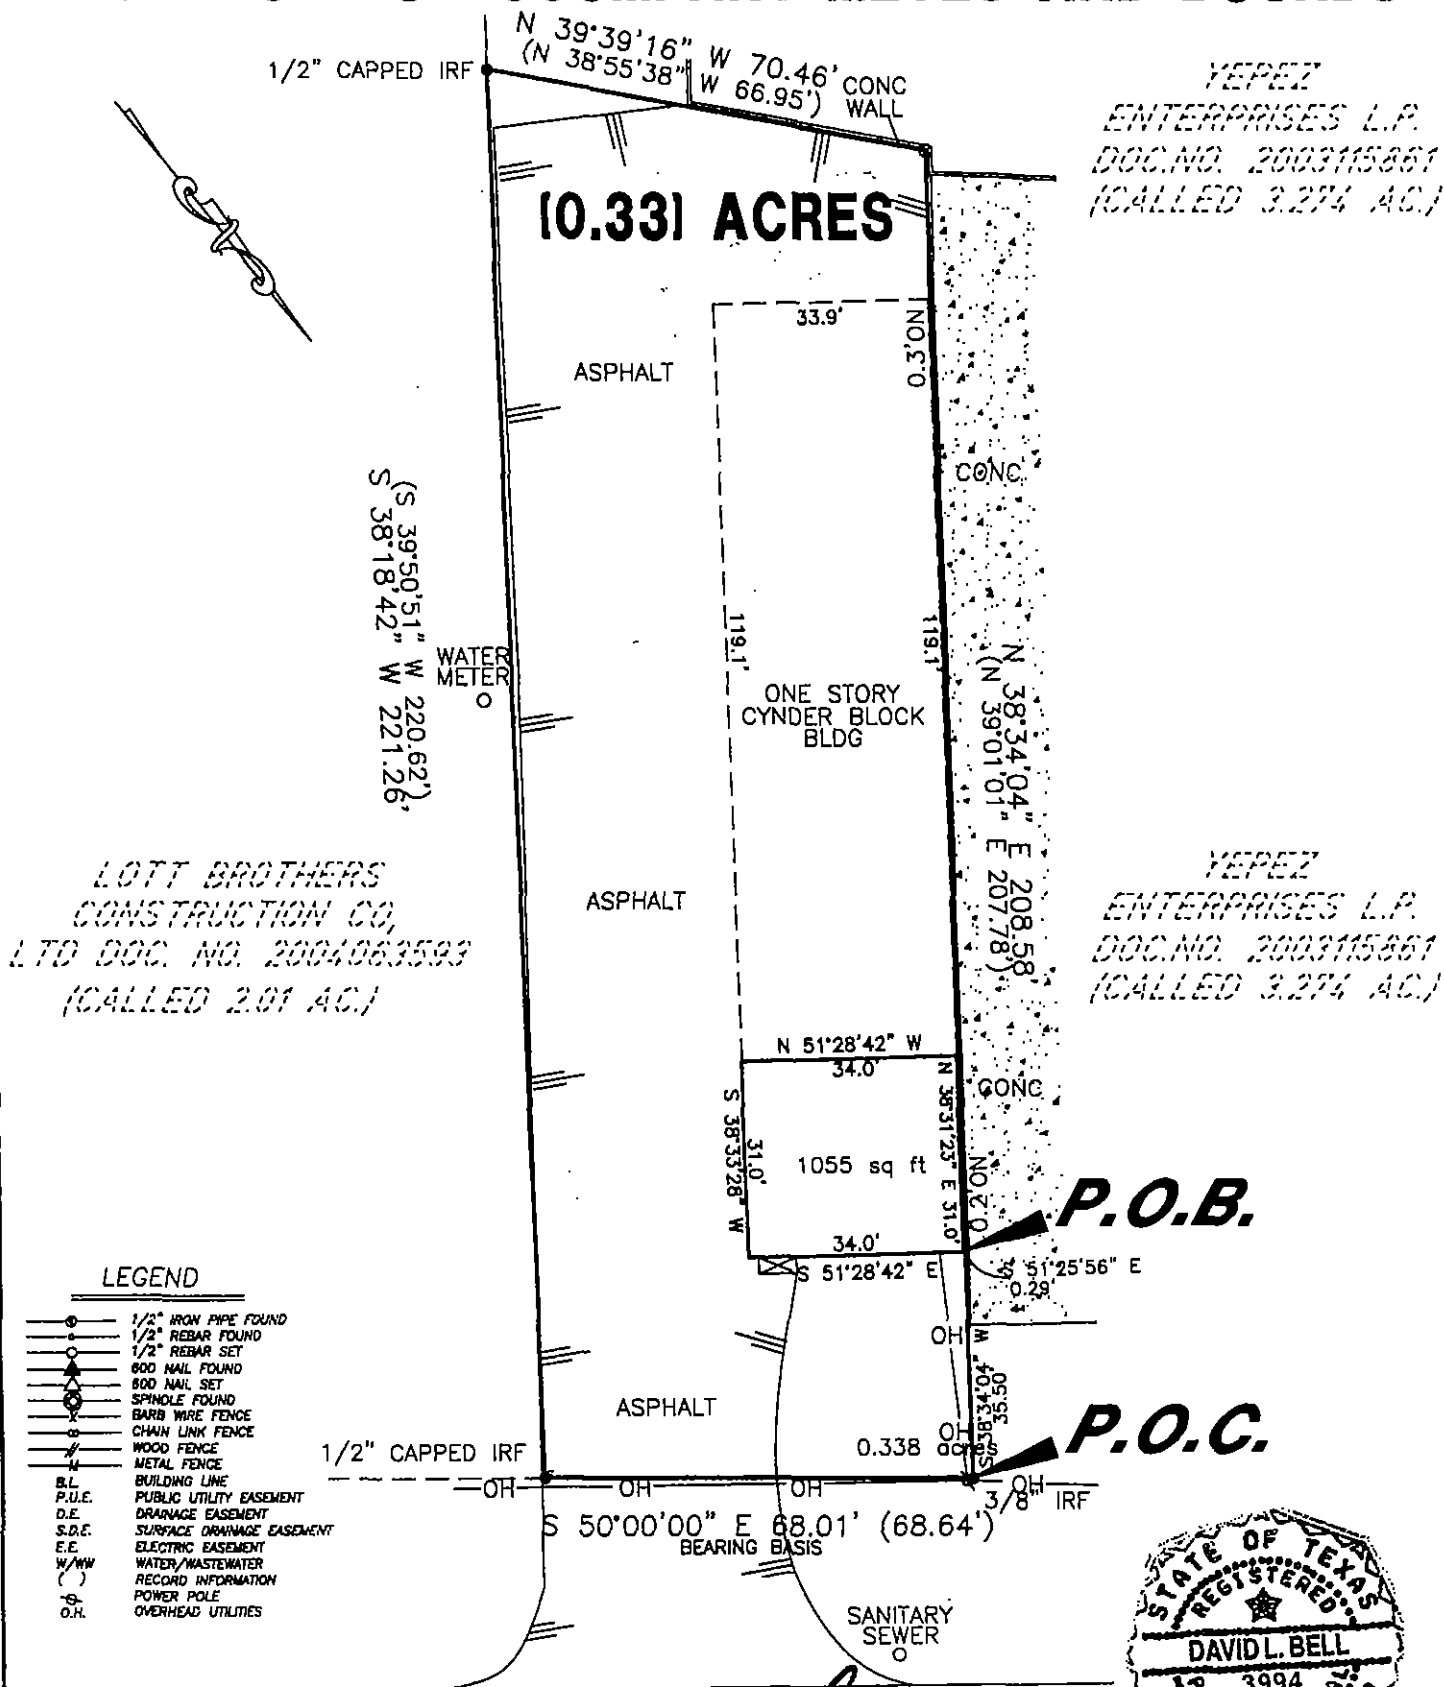 N 39°39'16" W 70.46'
(N 38°55'38" W 66.95')
1/2" CAPPED IRF
CONC
WALL
YEPEZ
ENTERPRISES L.P.
DOC.NO. 2003115861
(CALLED 3.274 AC.)
[0.33] ACRES
33.9'
0.3'ON
ASPHALT
CONC
(S 39°50'51" W 220.62')
S 38°18'42" W 221.26'
WATER
METER
119.1'
119.1'
ONE STORY
CYNDER BLOCK
BLDG
N 38°34'04" E 208.58'
(N 39°01'01" E 207.78')
LOTT BROTHERS
CONSTRUCTION CO,
LTD DOC. NO. 2004063593
(CALLED 2.01 AC.)
ASPHALT
YEPEZ
ENTERPRISES L.P.
DOC.NO. 2003115861
(CALLED 3.274 AC.)
N 51°28'42" W
34.0'
CONC
S 38°33'28" W
31.0'
1055 sq ft
N 38°31'23" E 31.0'
0.2'ON
P.O.B.
34.0'
S 51°28'42" E
S 51°25'56" E
0.29'
OH
S 38°34'04" W
35.50'
ASPHALT
OH
0.338 acres
P.O.C.
1/2" CAPPED IRF
OH OH OH OH
3/8" IRF
S 50°00'00" E 68.01' (68.64')
BEARING BASIS
SANITARY
SEWER
LEGEND
1/2" IRON PIPE FOUND
1/2" REBAR FOUND
1/2" REBAR SET
60D NAIL FOUND
60D NAIL SET
SPINDLE FOUND
BARB WIRE FENCE
CHAIN LINK FENCE
WOOD FENCE
METAL FENCE
B.L. BUILDING LINE
P.U.E. PUBLIC UTILITY EASEMENT
D.E. DRAINAGE EASEMENT
S.D.E. SURFACE DRAINAGE EASEMENT
E.E. ELECTRIC EASEMENT
W/WW WATER/WASTEWATER
( ) RECORD INFORMATION
POWER POLE
O.H. OVERHEAD UTILITIES
STATE OF TEXAS
REGISTERED
DAVID L. BELL
3994